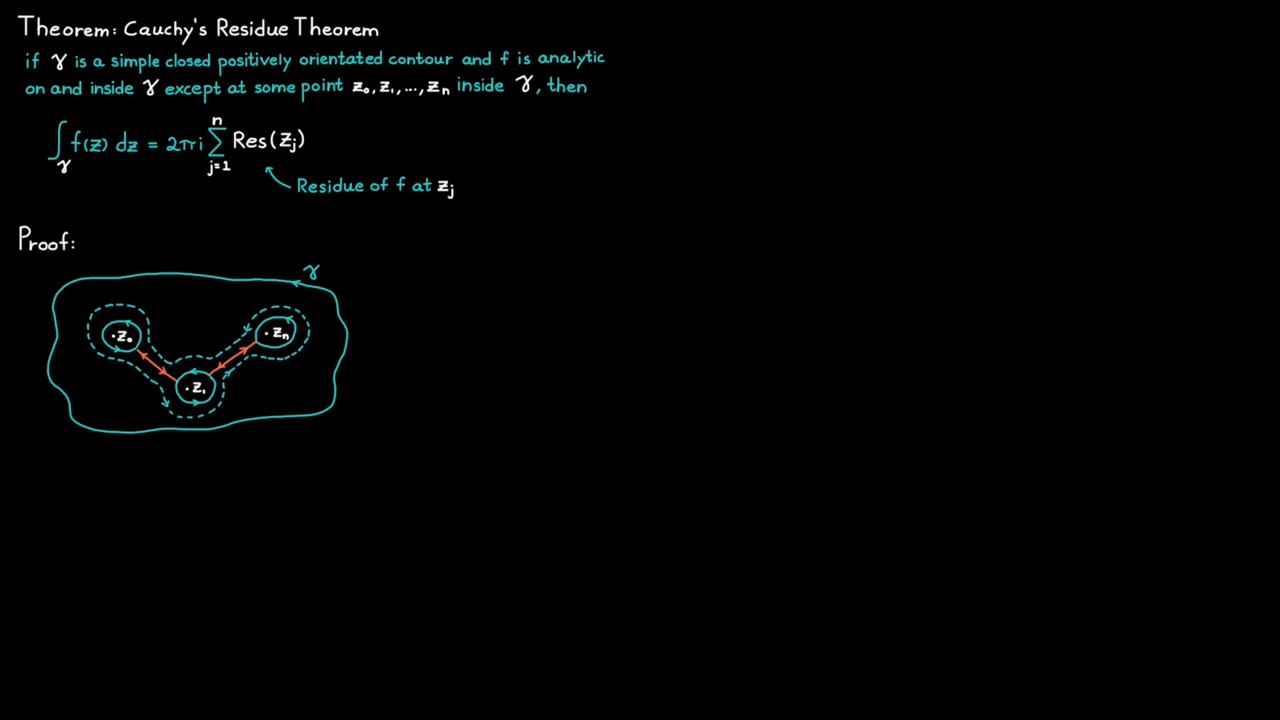 Theorem: Cauchy's Residue Theorem
if γ is a simple closed positively orientated contour and f is analytic
on and inside γ except at some point z₀, z₁, ..., zₙ inside γ, then
∫_γ f(z) dz = 2πi ∑_{j=1}^{n} Res(zⱼ)
Residue of f at zⱼ
Proof:
γ
·z₀
·zₙ
·z₁